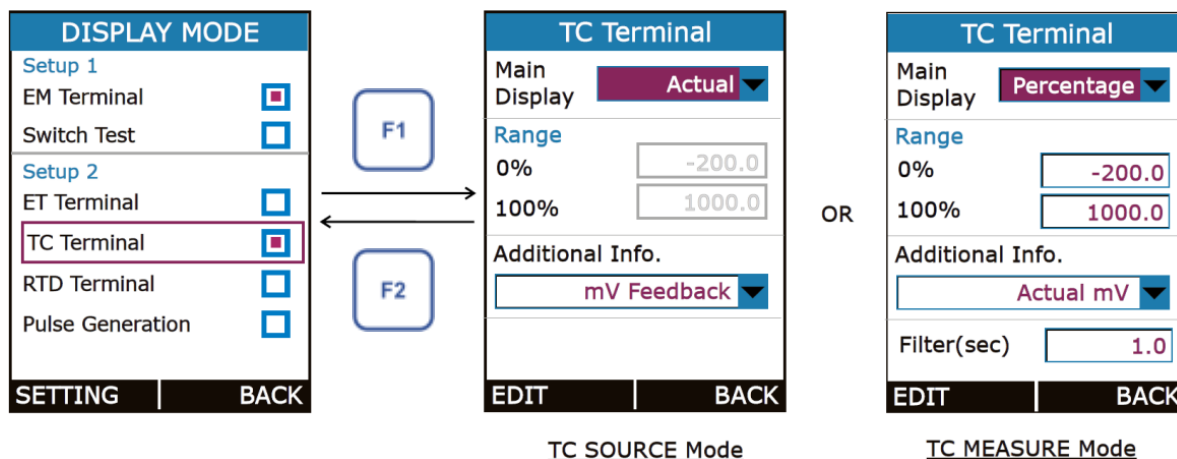 DISPLAY MODE
Setup 1
EM Terminal
Switch Test
Setup 2
ET Terminal
TC Terminal
RTD Terminal
Pulse Generation
SETTING BACK
F1
F2
TC Terminal
Main
Display
Actual
Range
0% -200.0
100% 1000.0
Additional Info.
mV Feedback
EDIT BACK
TC SOURCE Mode
OR
TC Terminal
Main
Display
Percentage
Range
0% -200.0
100% 1000.0
Additional Info.
Actual mV
Filter(sec) 1.0
EDIT BACK
TC MEASURE Mode